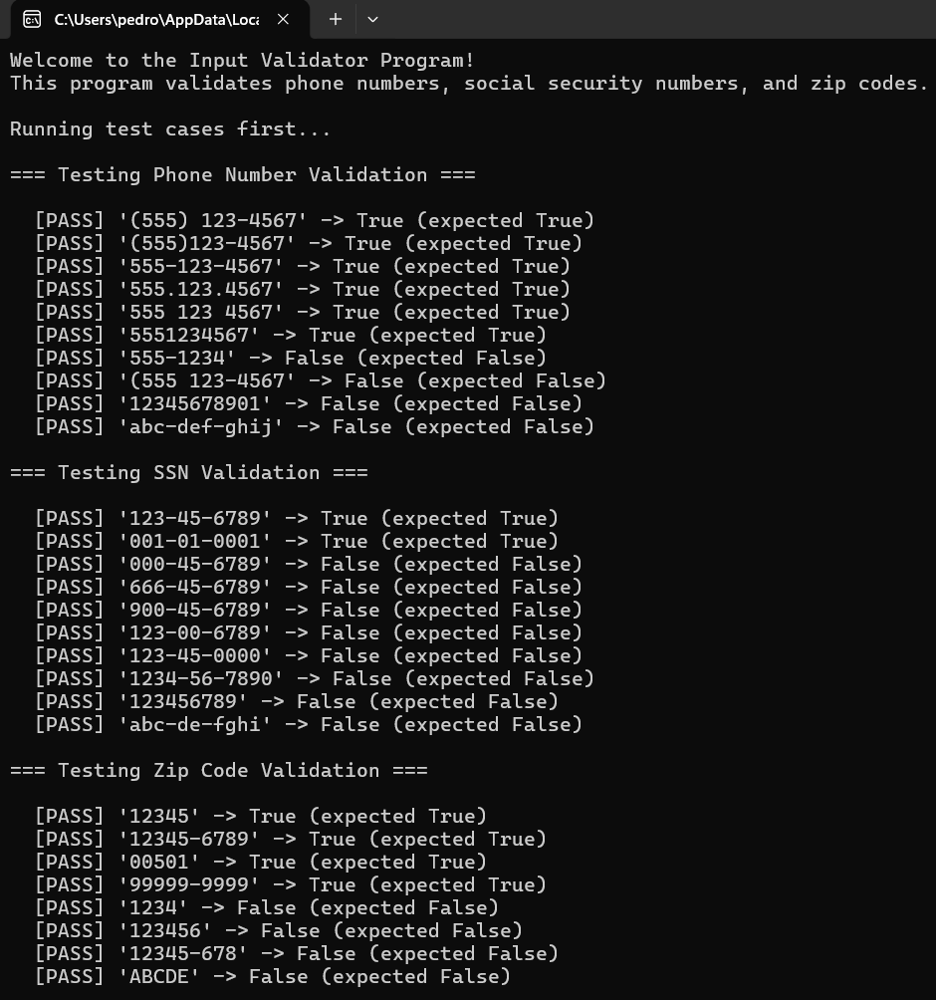 C:\Users\pedro\AppData\Loca
Welcome to the Input Validator Program!
This program validates phone numbers, social security numbers, and zip codes.
Running test cases first...
=== Testing Phone Number Validation ===
[PASS] '(555) 123-4567' -> True (expected True)
[PASS] '(555)123-4567' -> True (expected True)
[PASS] '555-123-4567' -> True (expected True)
[PASS] '555.123.4567' -> True (expected True)
[PASS] '555 123 4567' -> True (expected True)
[PASS] '5551234567' -> True (expected True)
[PASS] '555-1234' -> False (expected False)
[PASS] '(555 123-4567' -> False (expected False)
[PASS] '12345678901' -> False (expected False)
[PASS] 'abc-def-ghij' -> False (expected False)
=== Testing SSN Validation ===
[PASS] '123-45-6789' -> True (expected True)
[PASS] '001-01-0001' -> True (expected True)
[PASS] '000-45-6789' -> False (expected False)
[PASS] '666-45-6789' -> False (expected False)
[PASS] '900-45-6789' -> False (expected False)
[PASS] '123-00-6789' -> False (expected False)
[PASS] '123-45-0000' -> False (expected False)
[PASS] '1234-56-7890' -> False (expected False)
[PASS] '123456789' -> False (expected False)
[PASS] 'abc-de-fghi' -> False (expected False)
=== Testing Zip Code Validation ===
[PASS] '12345' -> True (expected True)
[PASS] '12345-6789' -> True (expected True)
[PASS] '00501' -> True (expected True)
[PASS] '99999-9999' -> True (expected True)
[PASS] '1234' -> False (expected False)
[PASS] '123456' -> False (expected False)
[PASS] '12345-678' -> False (expected False)
[PASS] 'ABCDE' -> False (expected False)